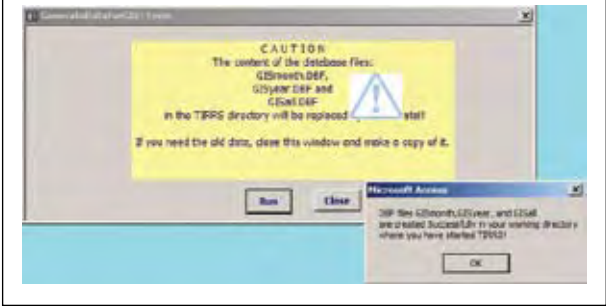 GenerateDataForGIS : Form
CAUTION
The content of the database files:
GISmonth.DBF,
GISyear.DBF and
GISall.DBF
in the TIRRS directory will be replaced
If you need the old data, close this window and make a copy of it.
Run Close
Microsoft Access
DBF files GISmonth,GISyear, and GISall
are created Successfully in your working directory
where you have started TIRRS!
OK